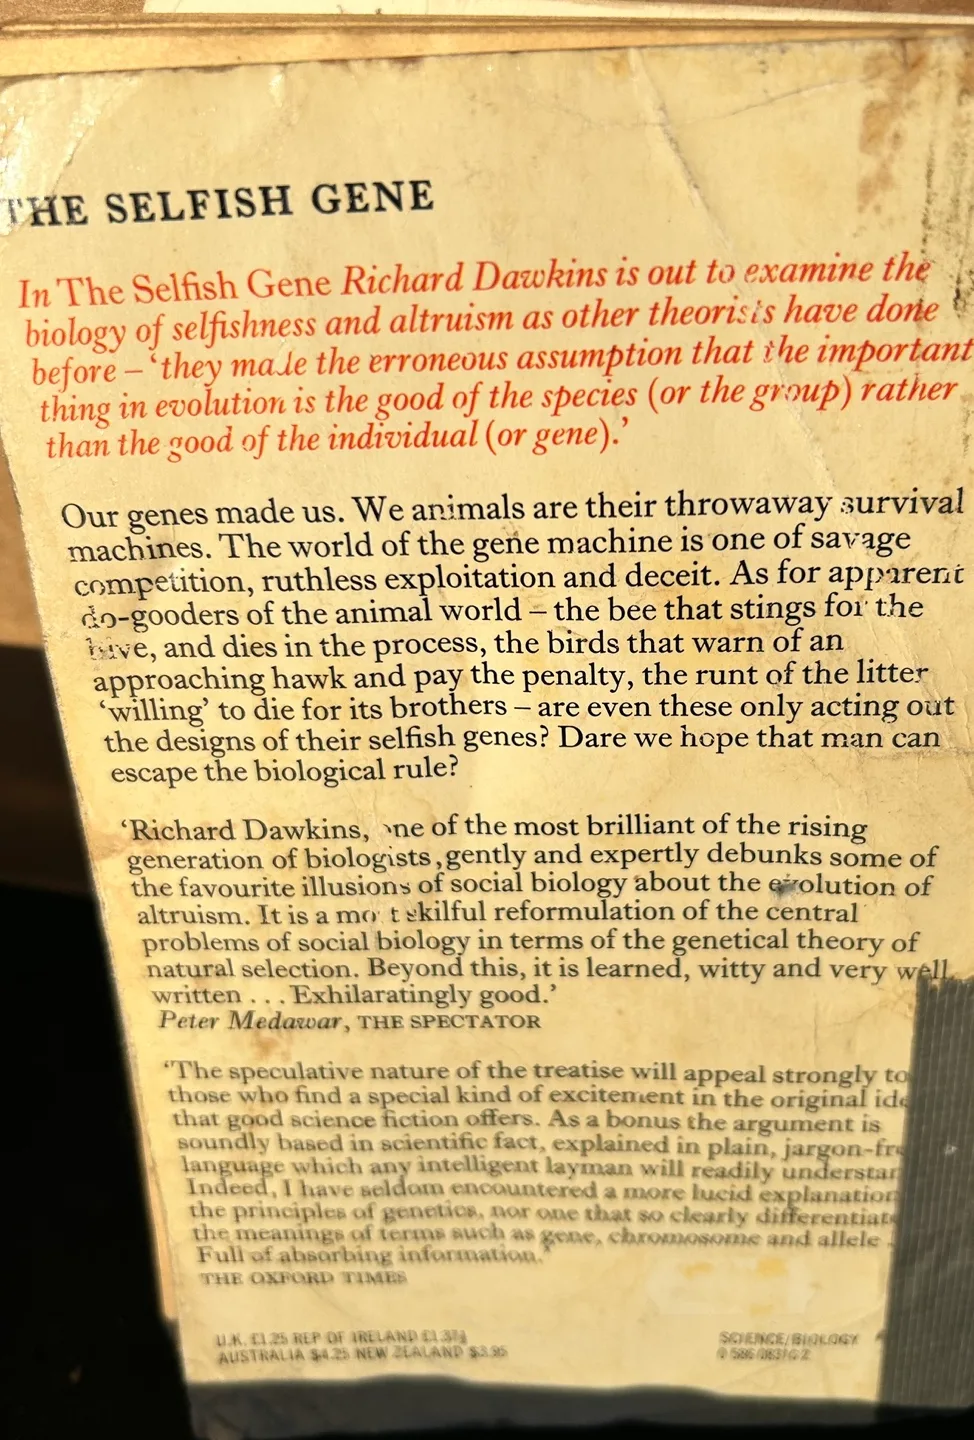 THE SELFISH GENE
In The Selfish Gene Richard Dawkins is out to examine the
biology of selfishness and altruism as other theorists have done
before – ‘they made the erroneous assumption that the important
thing in evolution is the good of the species (or the group) rather
than the good of the individual (or gene).’
Our genes made us. We animals are their throwaway survival
machines. The world of the gene machine is one of savage
competition, ruthless exploitation and deceit. As for apparent
do-gooders of the animal world – the bee that stings for the
hive, and dies in the process, the birds that warn of an
approaching hawk and pay the penalty, the runt of the litter
‘willing’ to die for its brothers – are even these only acting out
the designs of their selfish genes? Dare we hope that man can
escape the biological rule?
‘Richard Dawkins, one of the most brilliant of the rising
generation of biologists, gently and expertly debunks some of
the favourite illusions of social biology about the evolution of
altruism. It is a most skilful reformulation of the central
problems of social biology in terms of the genetical theory of
natural selection. Beyond this, it is learned, witty and very well
written . . . Exhilaratingly good.’
Peter Medawar, THE SPECTATOR
‘The speculative nature of the treatise will appeal strongly to
those who find a special kind of excitement in the original
that good science fiction offers. As a bonus the argument is
soundly based in scientific fact, explained in plain,
language which any intelligent layman will readily
Indeed, I have seldom encountered a more lucid explanation
the principles of genetics, nor one that so clearly
the meanings of terms such as gene, chromosome and allele .
Full of absorbing information.’
THE OXFORD TIMES
U.K. £1.25 REP OF IRELAND
AUSTRALIA $4.25 NEW ZEALAND $3.95
SCIENCE/BIOLOGY